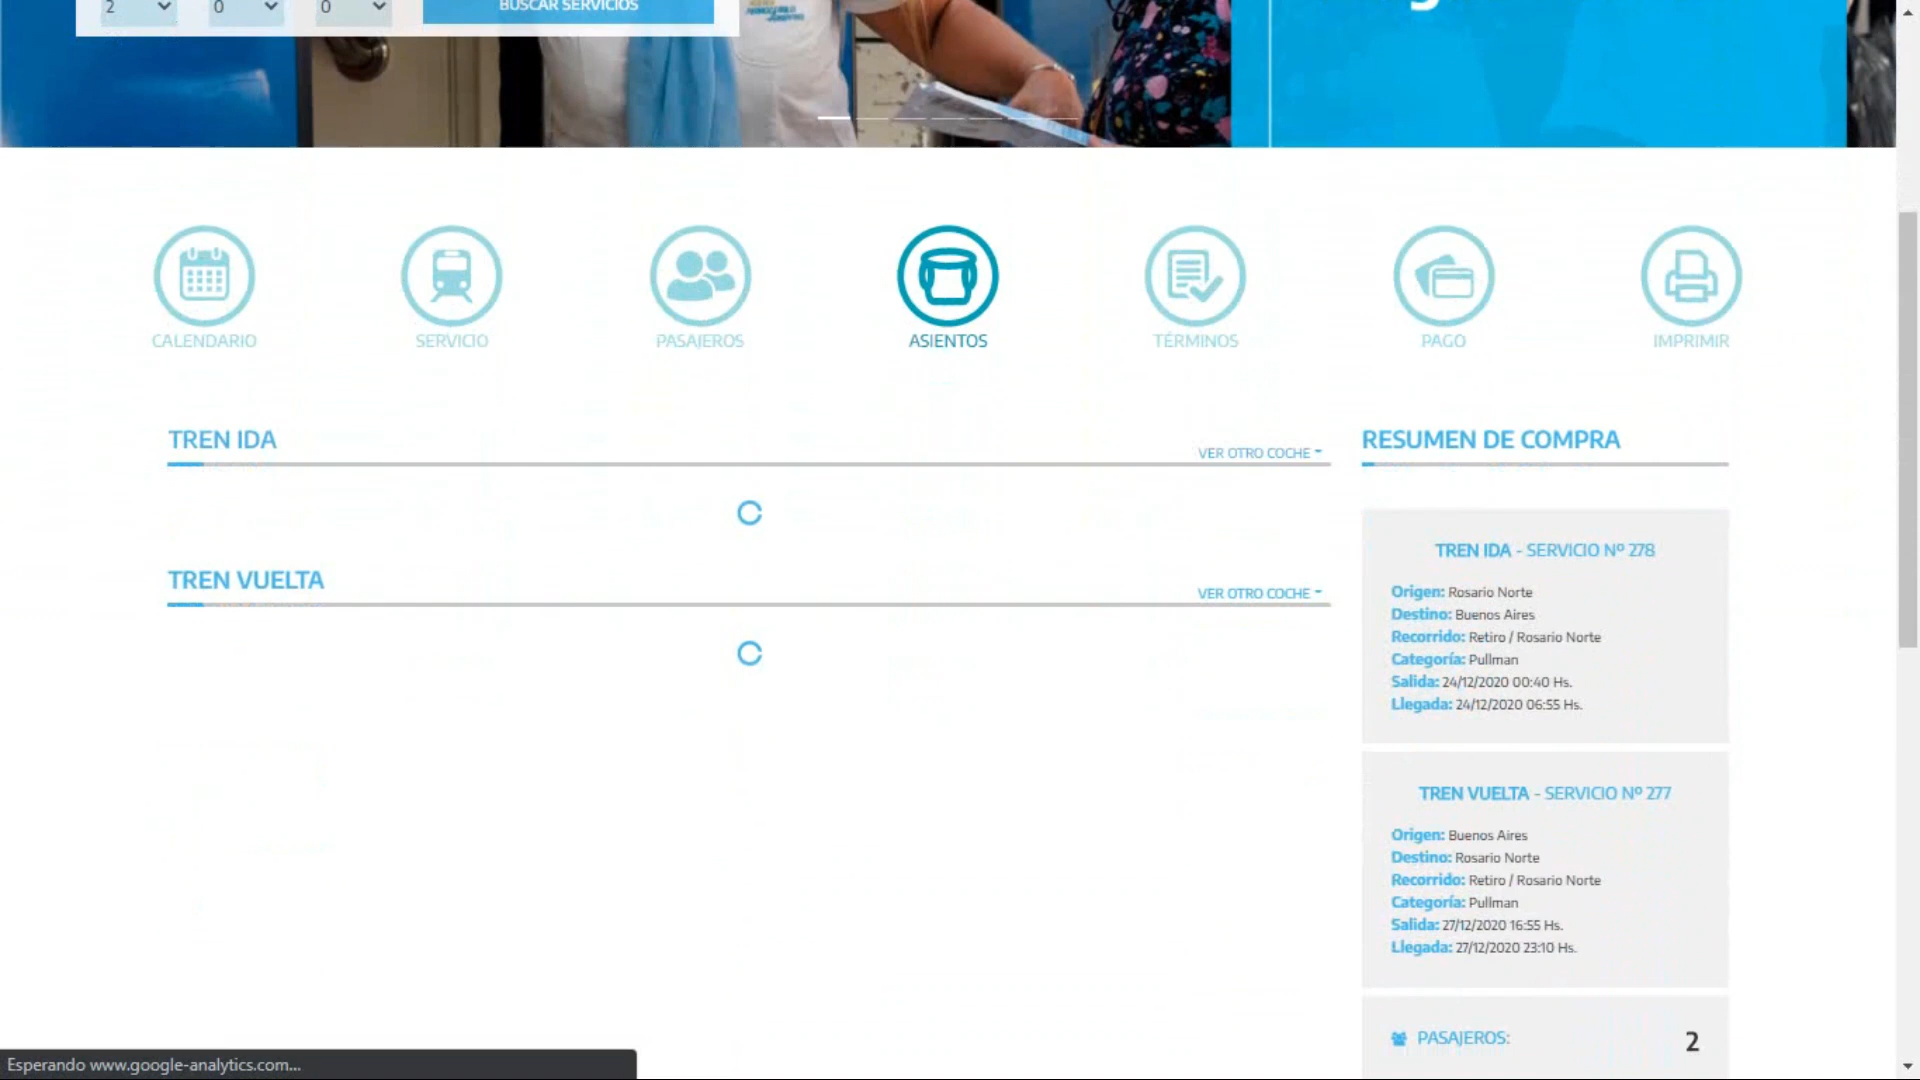 2 0 0 BUSCAR SERVICIOS
CALENDARIO SERVICIO PASAJEROS ASIENTOS TÉRMINOS PAGO IMPRIMIR
TREN IDA
VER OTRO COCHE
TREN VUELTA
VER OTRO COCHE
RESUMEN DE COMPRA
TREN IDA - SERVICIO Nº 278
Origen: Rosario Norte
Destino: Buenos Aires
Recorrido: Retiro / Rosario Norte
Categoría: Pullman
Salida: 24/12/2020 00:40 Hs.
Llegada: 24/12/2020 06:55 Hs.
TREN VUELTA - SERVICIO Nº 277
Origen: Buenos Aires
Destino: Rosario Norte
Recorrido: Retiro / Rosario Norte
Categoría: Pullman
Salida: 27/12/2020 16:55 Hs.
Llegada: 27/12/2020 23:10 Hs.
PASAJEROS: 2
Esperando www.google-analytics.com...